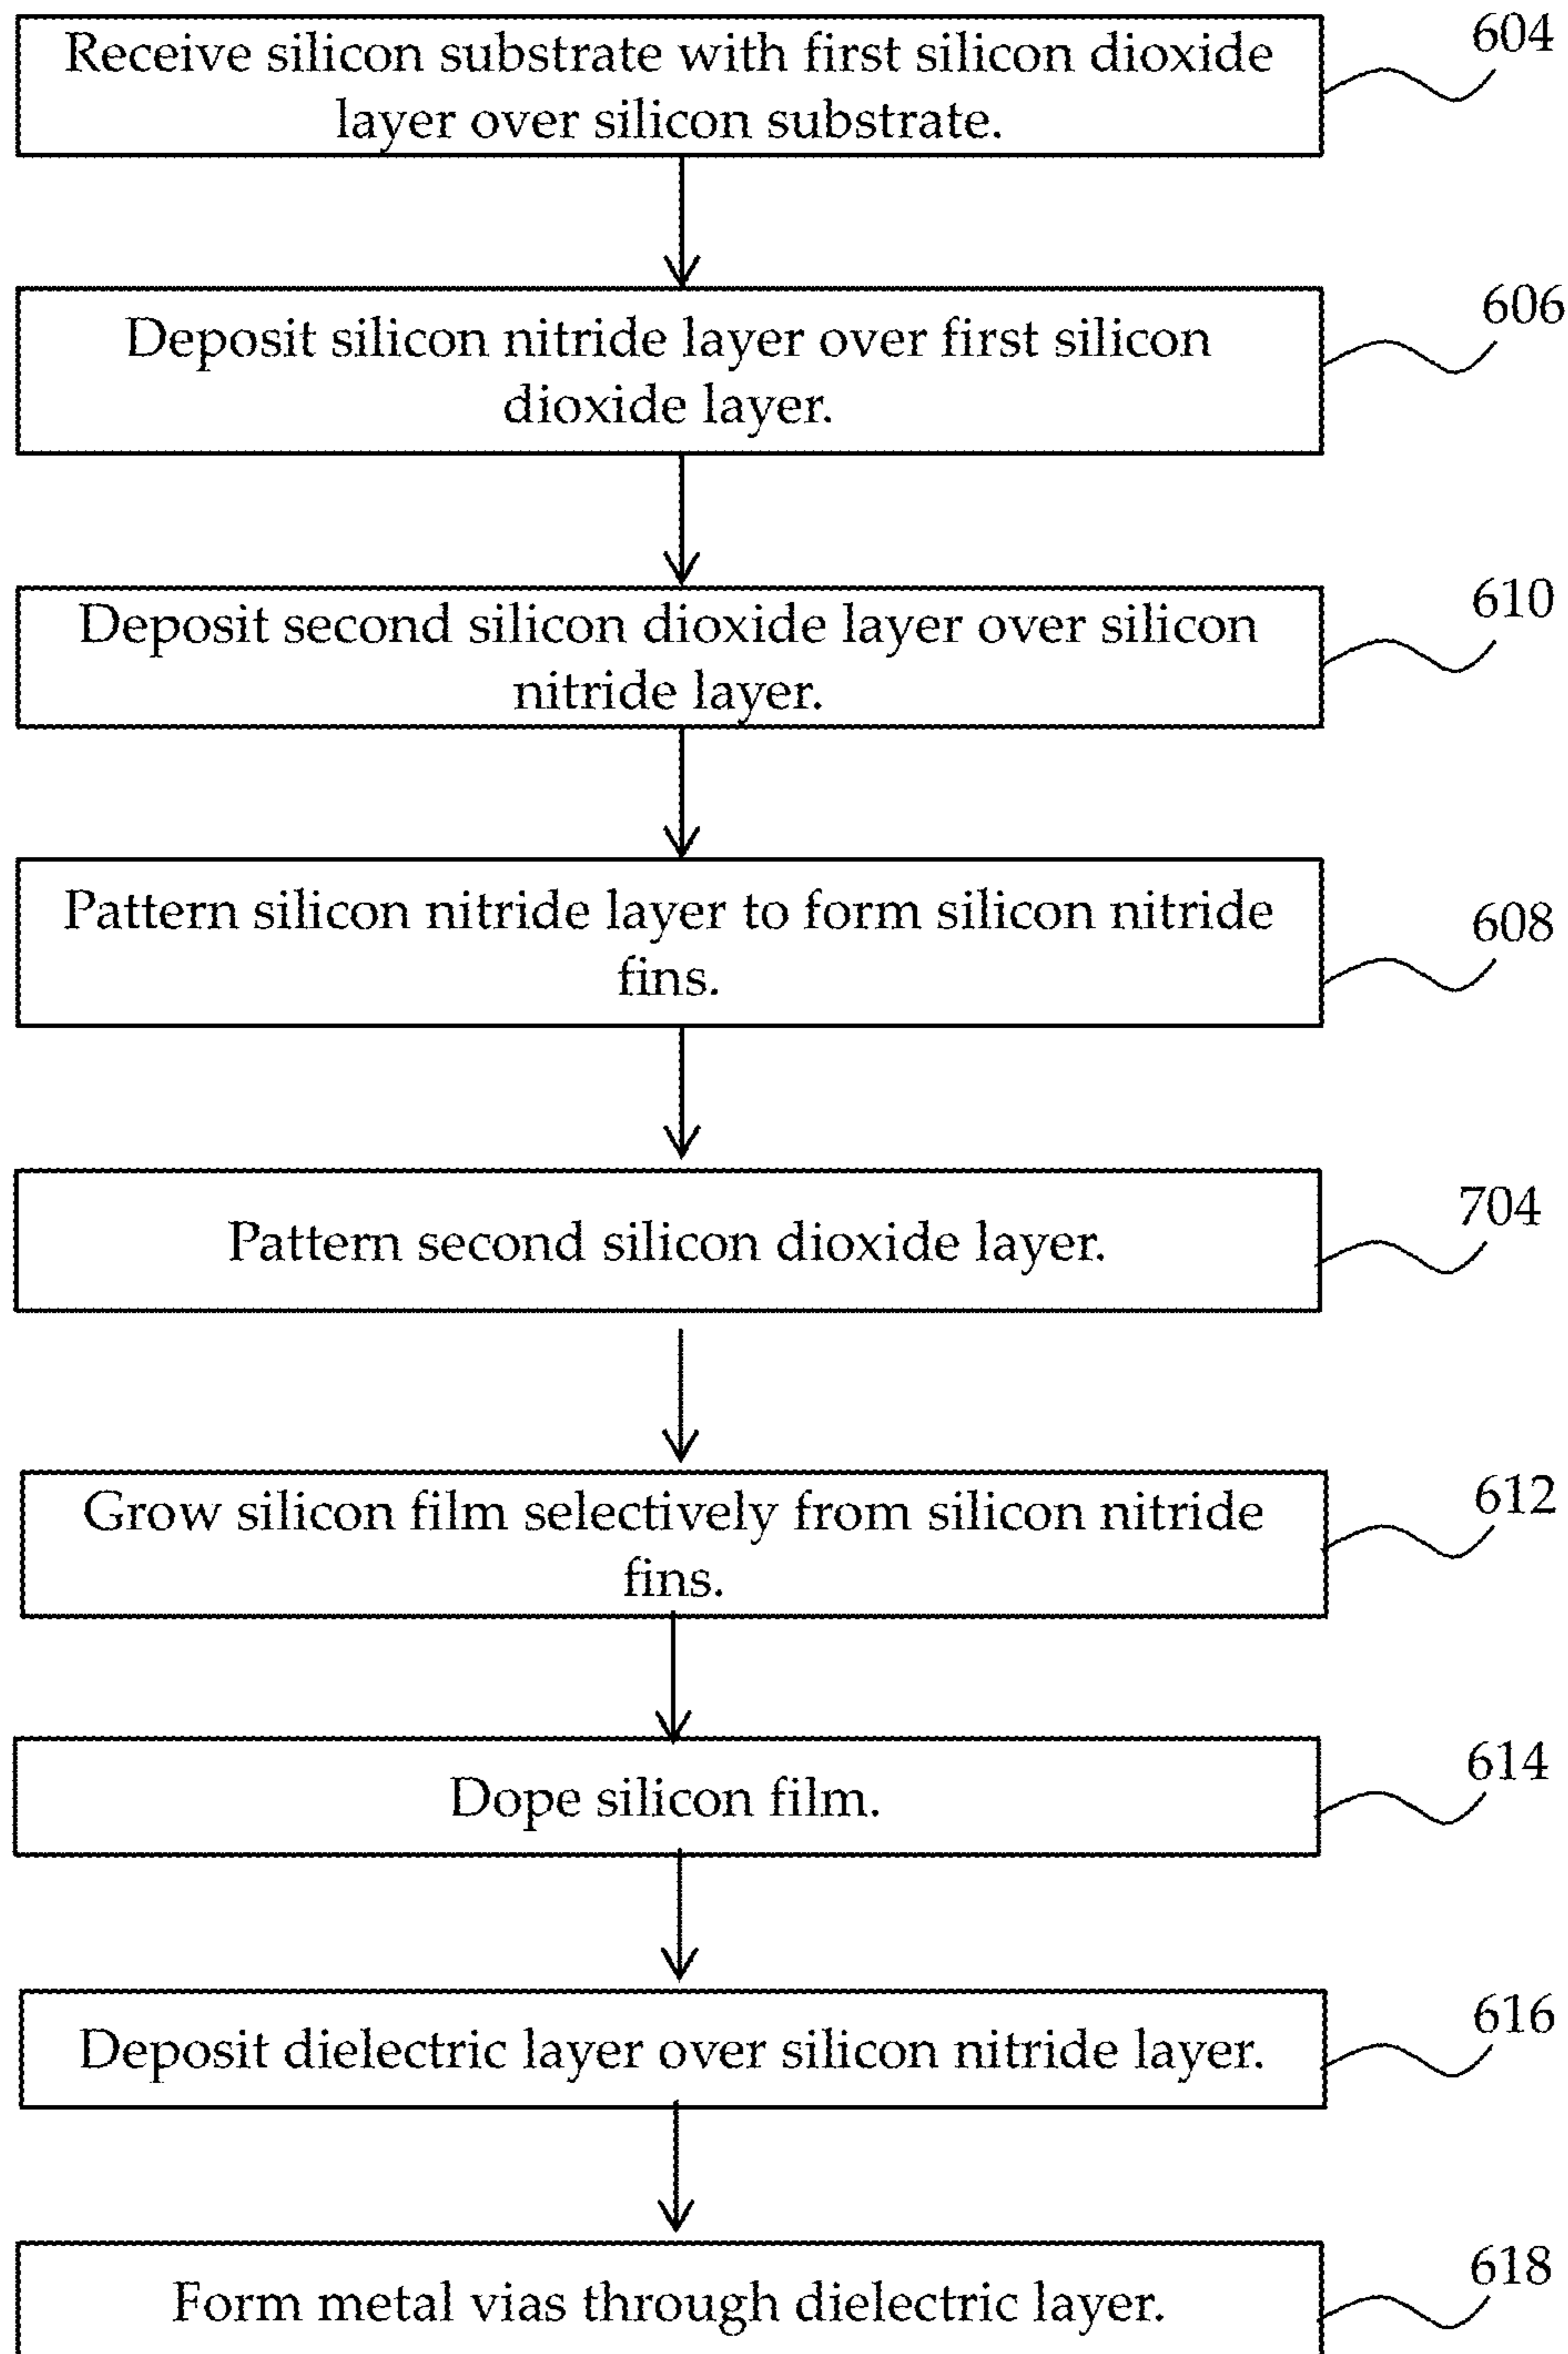 Receive silicon substrate with first silicon dioxide
layer over silicon substrate.
604
Deposit silicon nitride layer over first silicon
dioxide layer.
606
Deposit second silicon dioxide layer over silicon
nitride layer.
610
Pattern silicon nitride layer to form silicon nitride
fins.
608
Pattern second silicon dioxide layer.
704
Grow silicon film selectively from silicon nitride
fins.
612
Dope silicon film.
614
Deposit dielectric layer over silicon nitride layer.
616
Form metal vias through dielectric layer.
618